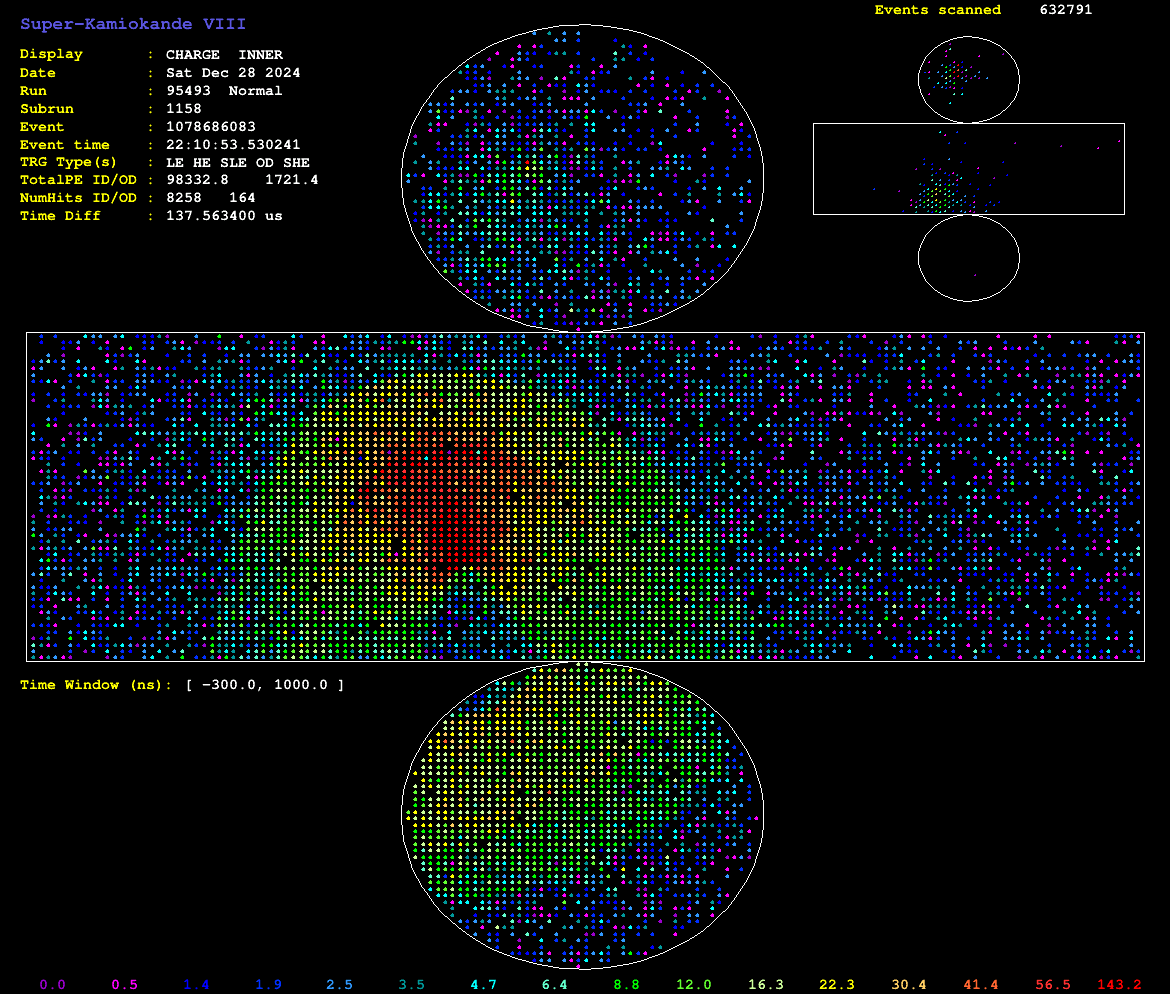 Super-Kamiokande VIII
Events scanned 632791
Display : CHARGE INNER
Date : Sat Dec 28 2024
Run : 95493 Normal
Subrun : 1158
Event : 1078686083
Event time : 22:10:53.530241
TRG Type(s) : LE HE SLE OD SHE
TotalPE ID/OD : 98332.8 1721.4
NumHits ID/OD : 8258 164
Time Diff : 137.563400 us
Time Window (ns): [ −300.0, 1000.0 ]
0.0 0.5 1.4 1.9 2.5 3.5 4.7 6.4 8.8 12.0 16.3 22.3 30.4 41.4 56.5 143.2